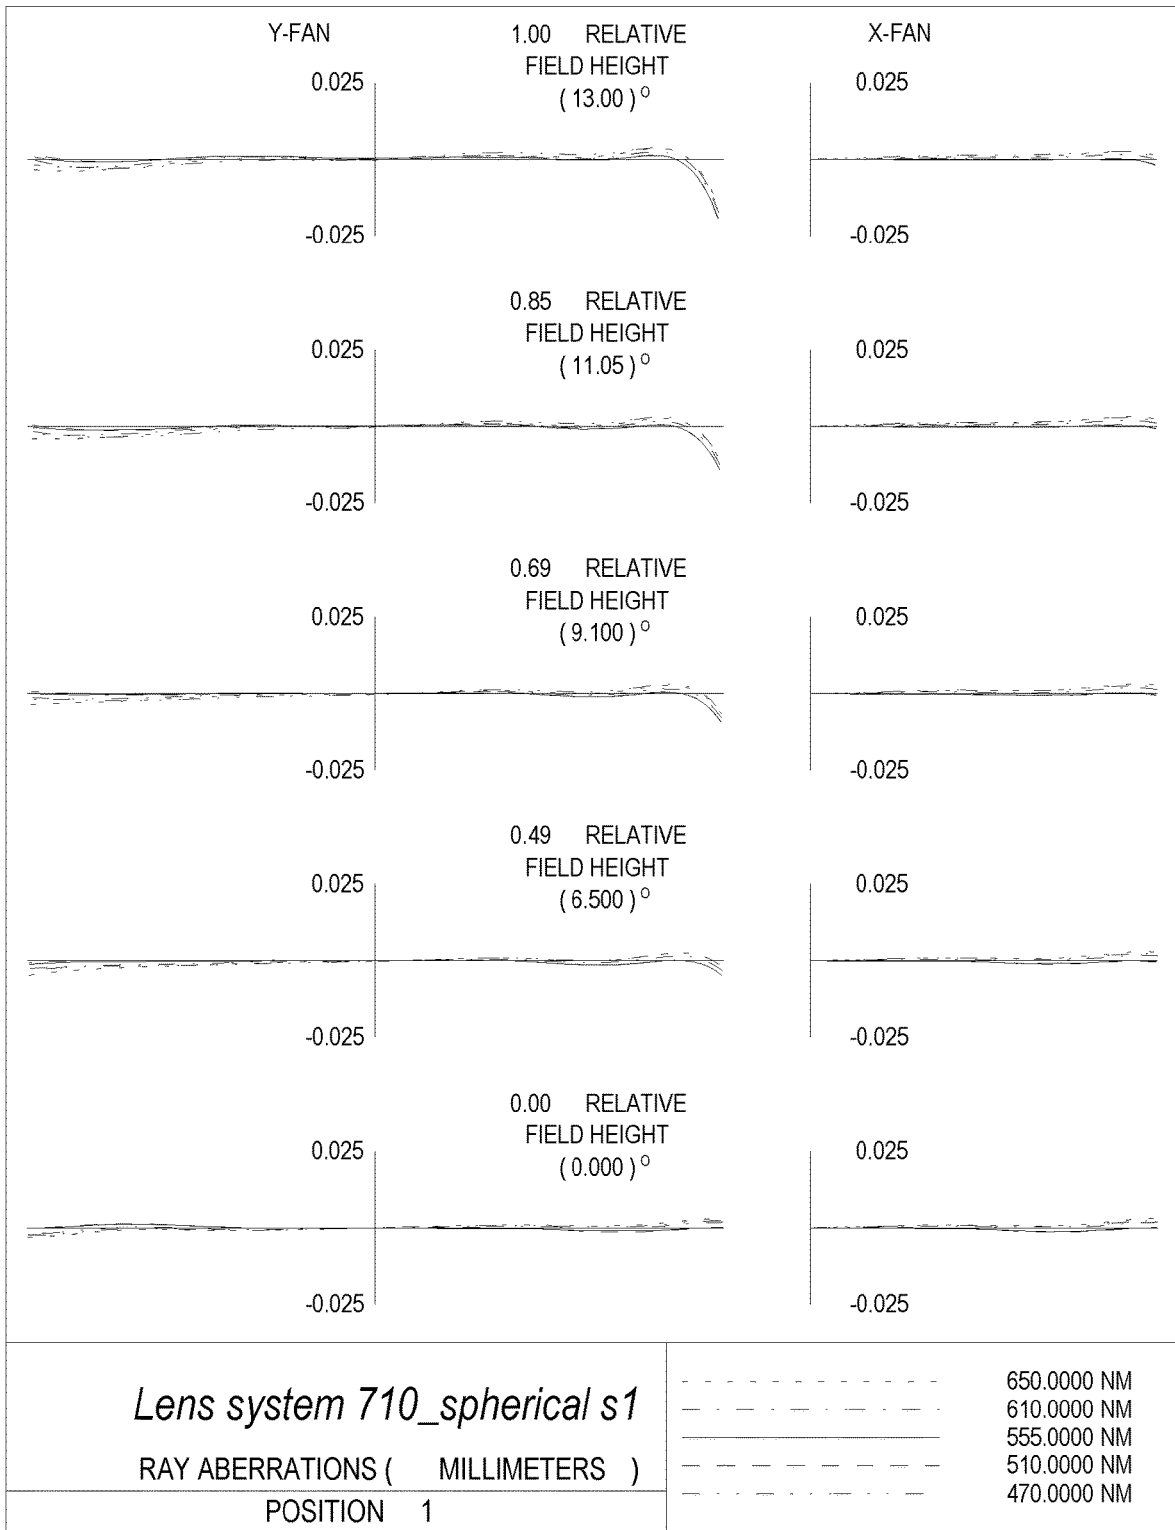 Y-FAN 1.00 RELATIVE X-FAN
FIELD HEIGHT
0.025 ( 13.00 ) O 0.025
-0.025 -0.025
0.85 RELATIVE
FIELD HEIGHT
0.025 ( 11.05 ) O 0.025
-0.025 -0.025
0.69 RELATIVE
FIELD HEIGHT
0.025 ( 9.100 ) O 0.025
-0.025 -0.025
0.49 RELATIVE
FIELD HEIGHT
0.025 ( 6.500 ) O 0.025
-0.025 -0.025
0.00 RELATIVE
FIELD HEIGHT
0.025 ( 0.000 ) O 0.025
-0.025 -0.025
Lens system 710_spherical s1
RAY ABERRATIONS ( MILLIMETERS )
POSITION 1
650.0000 NM
610.0000 NM
555.0000 NM
510.0000 NM
470.0000 NM